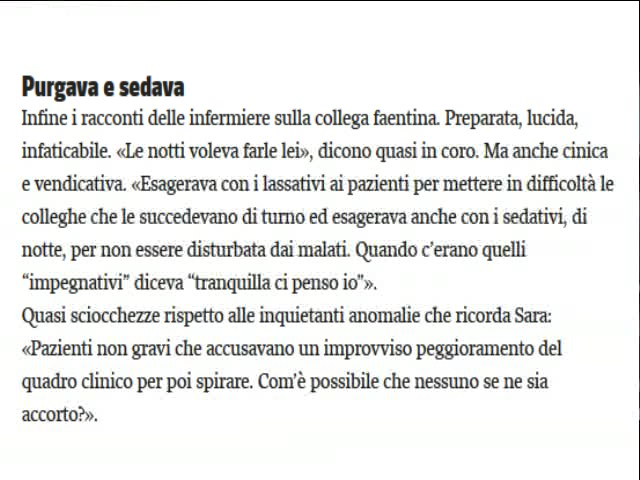 Purgava e sedava
Infine i racconti delle infermiere sulla collega faentina. Preparata, lucida,
infaticabile. «Le notti voleva farle lei», dicono quasi in coro. Ma anche cinica
e vendicativa. «Esagerava con i lassativi ai pazienti per mettere in difficoltà le
colleghe che le succedevano di turno ed esagerava anche con i sedativi, di
notte, per non essere disturbata dai malati. Quando c’erano quelli
“impegnativi” diceva “tranquilla ci penso io”».
Quasi sciocchezze rispetto alle inquietanti anomalie che ricorda Sara:
«Pazienti non gravi che accusavano un improvviso peggioramento del
quadro clinico per poi spirare. Com’è possibile che nessuno se ne sia
accorto?».